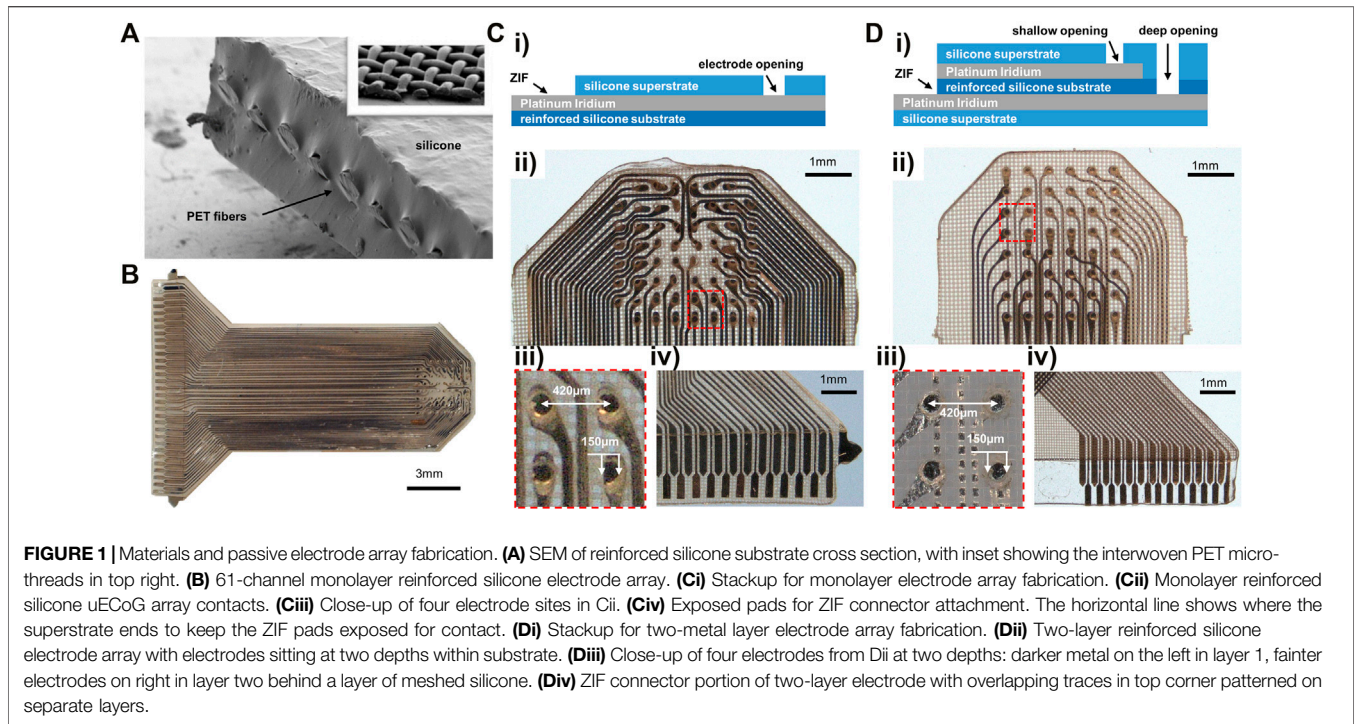 A
silicone
PET fibers
B
3mm
C
i)
electrode opening
ZIF
silicone superstrate
Platinum Iridium
reinforced silicone substrate
ii)
1mm
iii)
420µm
150µm
iv)
1mm
D
i)
shallow opening
deep opening
silicone superstrate
ZIF
Platinum Iridium
reinforced silicone substrate
Platinum Iridium
silicone superstrate
ii)
1mm
iii)
420µm
150µm
iv)
1mm
FIGURE 1 | Materials and passive electrode array fabrication. (A) SEM of reinforced silicone substrate cross section, with inset showing the interwoven PET micro-
threads in top right. (B) 61-channel monolayer reinforced silicone electrode array. (Ci) Stackup for monolayer electrode array fabrication. (Cii) Monolayer reinforced
silicone uECoG array contacts. (Ciii) Close-up of four electrode sites in Cii. (Civ) Exposed pads for ZIF connector attachment. The horizontal line shows where the
superstrate ends to keep the ZIF pads exposed for contact. (Di) Stackup for two-metal layer electrode array fabrication. (Dii) Two-layer reinforced silicone
electrode array with electrodes sitting at two depths within substrate. (Diii) Close-up of four electrodes from Dii at two depths: darker metal on the left in layer 1, fainter
electrodes on right in layer two behind a layer of meshed silicone. (Div) ZIF connector portion of two-layer electrode with overlapping traces in top corner patterned on
separate layers.